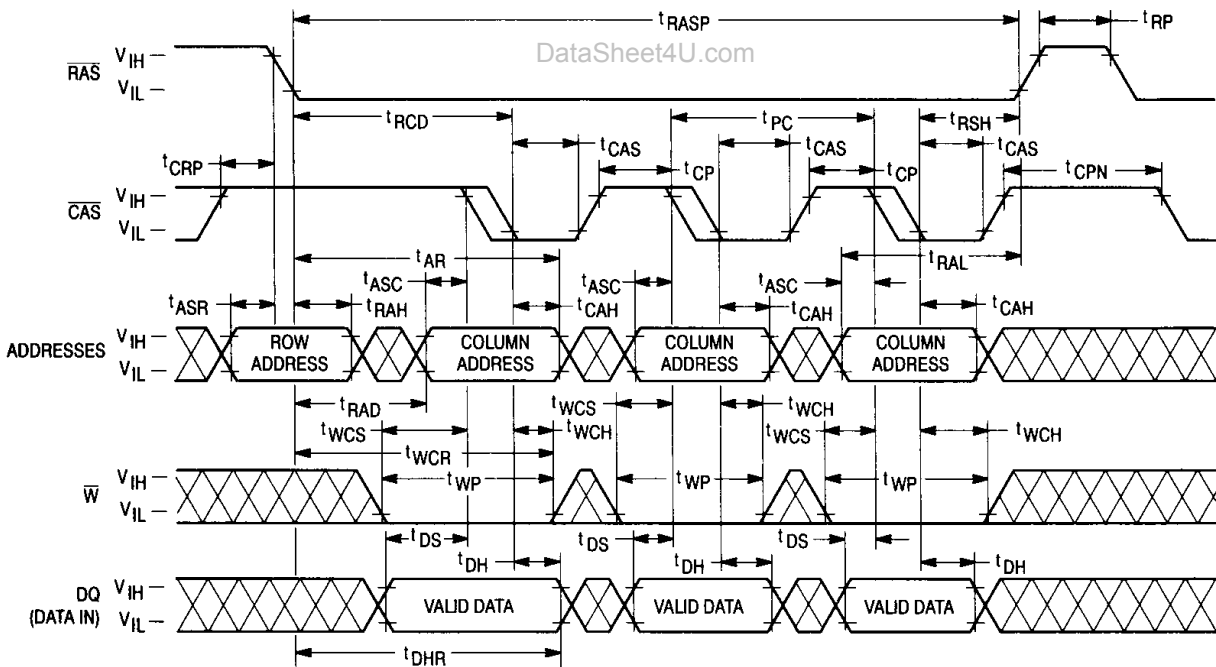 tRASP tRP
DataSheet4U.com
RAS VIH
VIL
tRCD tPC tRSH
tCRP tCAS tCP tCAS tCP tCAS tCPN
CAS VIH
VIL
tAR tRAL
tASC tASC tASC
tASR tRAH tCAH tCAH tCAH
ADDRESSES VIH
VIL
ROW ADDRESS
COLUMN ADDRESS
COLUMN ADDRESS
COLUMN ADDRESS
tRAD tWCS tWCH
tWCS tWCH tWCS tWCH
tWCR
tWP tWP tWP
W VIH
VIL
tDS tDS tDS
tDH tDH tDH
DQ (DATA IN) VIH
VIL
VALID DATA VALID DATA VALID DATA
tDHR